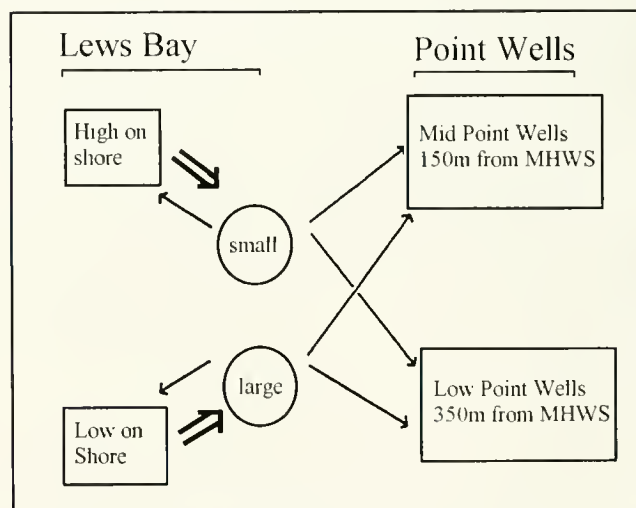 Lews Bay
Point Wells
High on
shore
Mid Point Wells
150m from MHWS
small
large
Low on
Shore
Low Point Wells
350m from MHWS